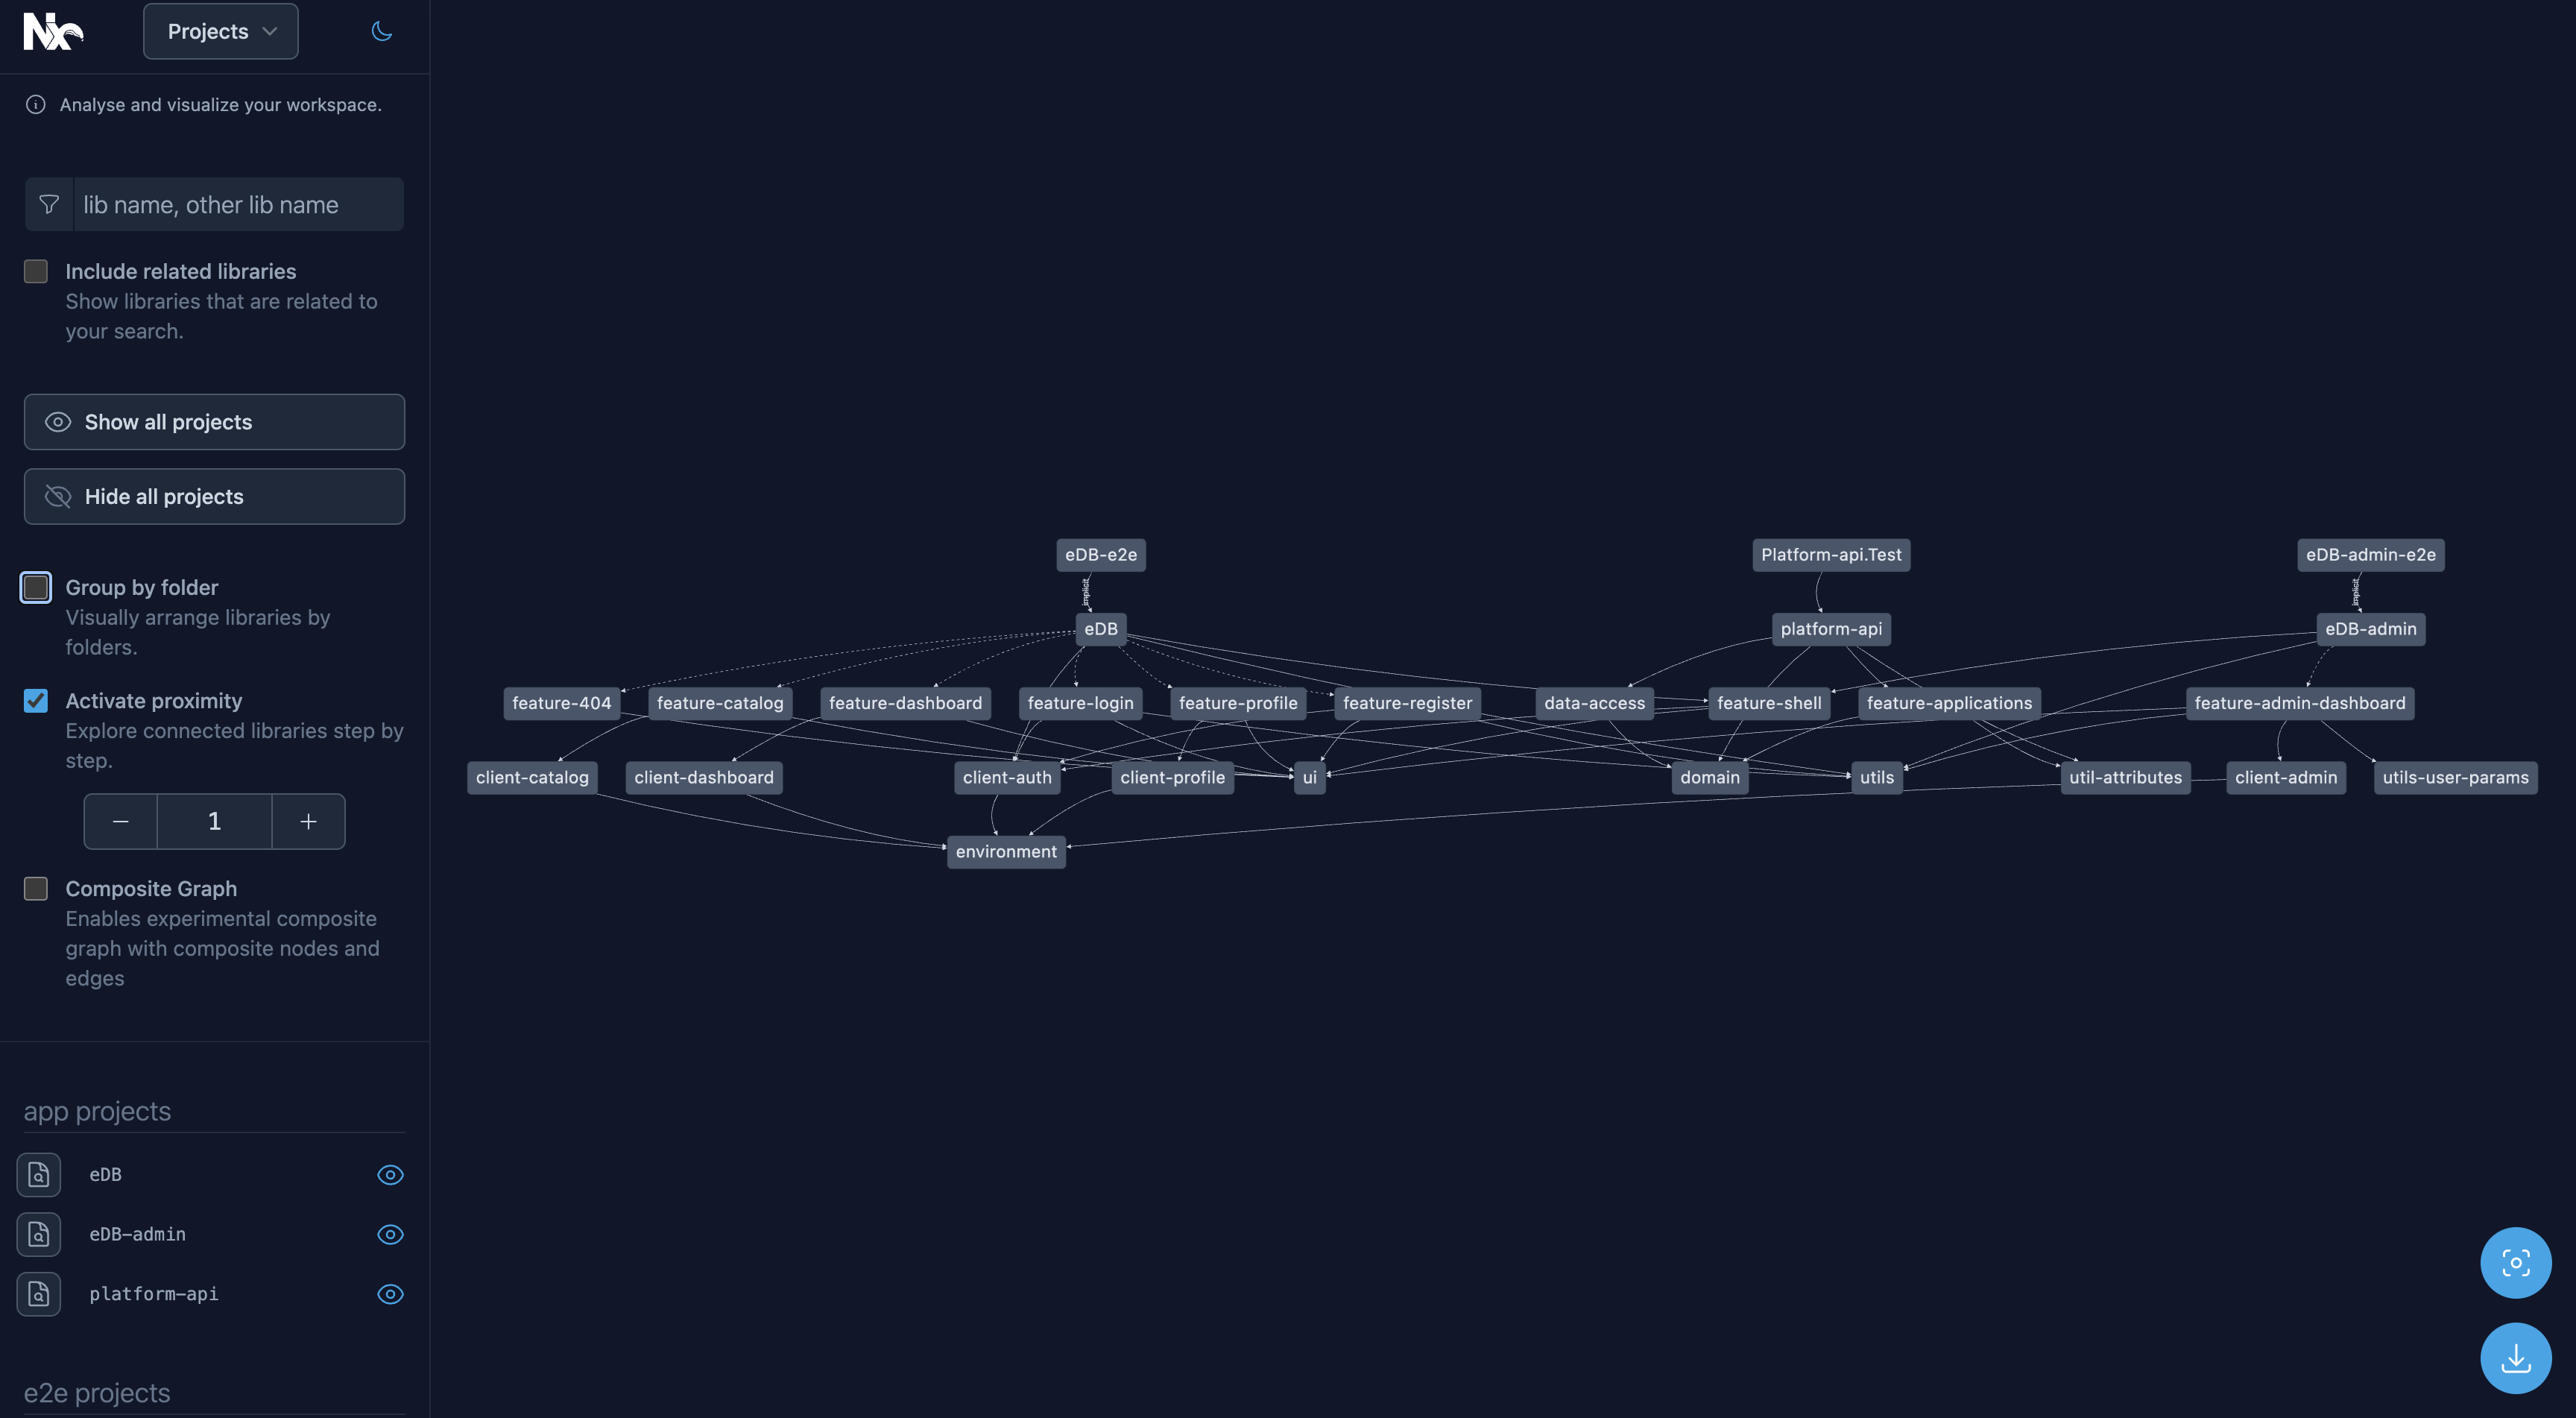 Nx
Projects
Analyse and visualize your workspace.
lib name, other lib name
Include related libraries
Show libraries that are related to
your search.
Show all projects
Hide all projects
Group by folder
Visually arrange libraries by
folders.
Activate proximity
Explore connected libraries step by
step.
1
Composite Graph
Enables experimental composite
graph with composite nodes and
edges
app projects
eDB
eDB-admin
platform-api
e2e projects
eDB-e2e Platform-api.Test eDB-admin-e2e
implicit implicit
eDB platform-api eDB-admin
feature-404 feature-catalog feature-dashboard feature-login feature-profile feature-register data-access feature-shell feature-applications feature-admin-dashboard
client-catalog client-dashboard client-auth client-profile ui domain utils util-attributes client-admin utils-user-params
environment